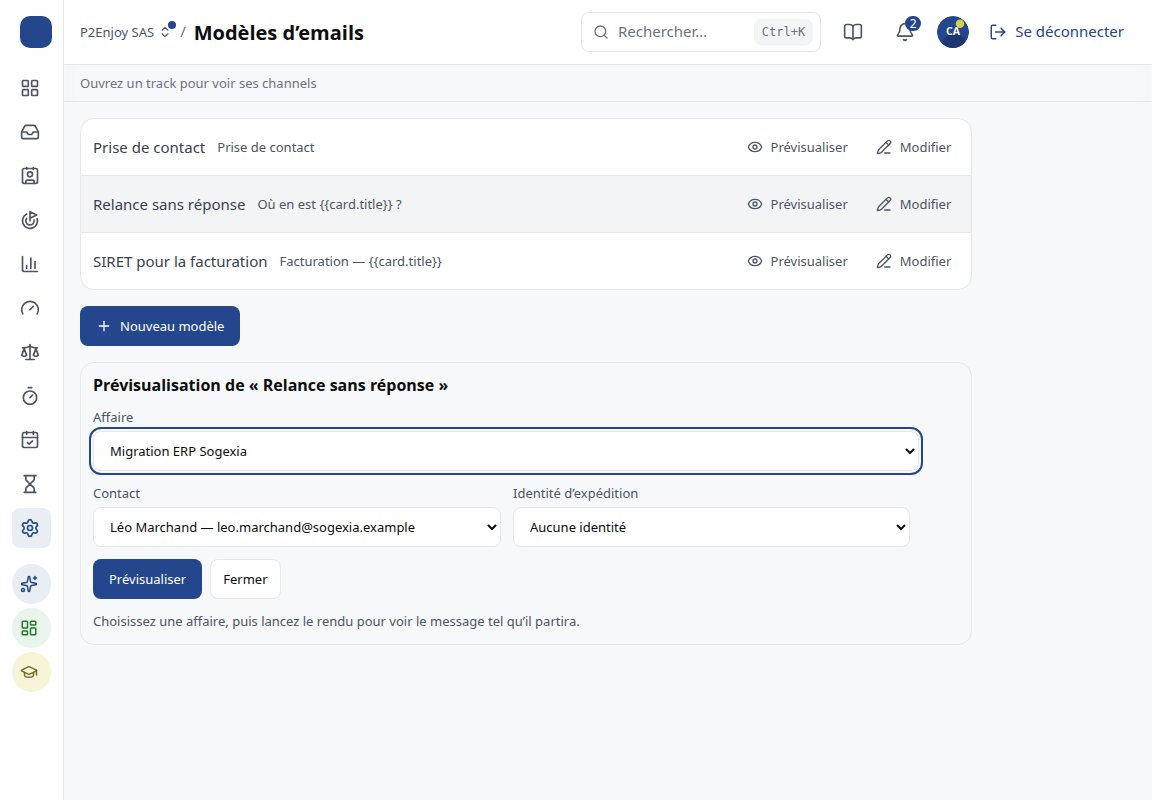 P2Enjoy SAS / Modèles d’emails
Rechercher... Ctrl+K
2
CA
Se déconnecter
Ouvrez un track pour voir ses channels
Prise de contact Prise de contact Prévisualiser Modifier
Relance sans réponse Où en est {{card.title}} ? Prévisualiser Modifier
SIRET pour la facturation Facturation — {{card.title}} Prévisualiser Modifier
Nouveau modèle
Prévisualisation de « Relance sans réponse »
Affaire
Migration ERP Sogexia
Contact Identité d’expédition
Léo Marchand — leo.marchand@sogexia.example Aucune identité
Prévisualiser Fermer
Choisissez une affaire, puis lancez le rendu pour voir le message tel qu’il partira.